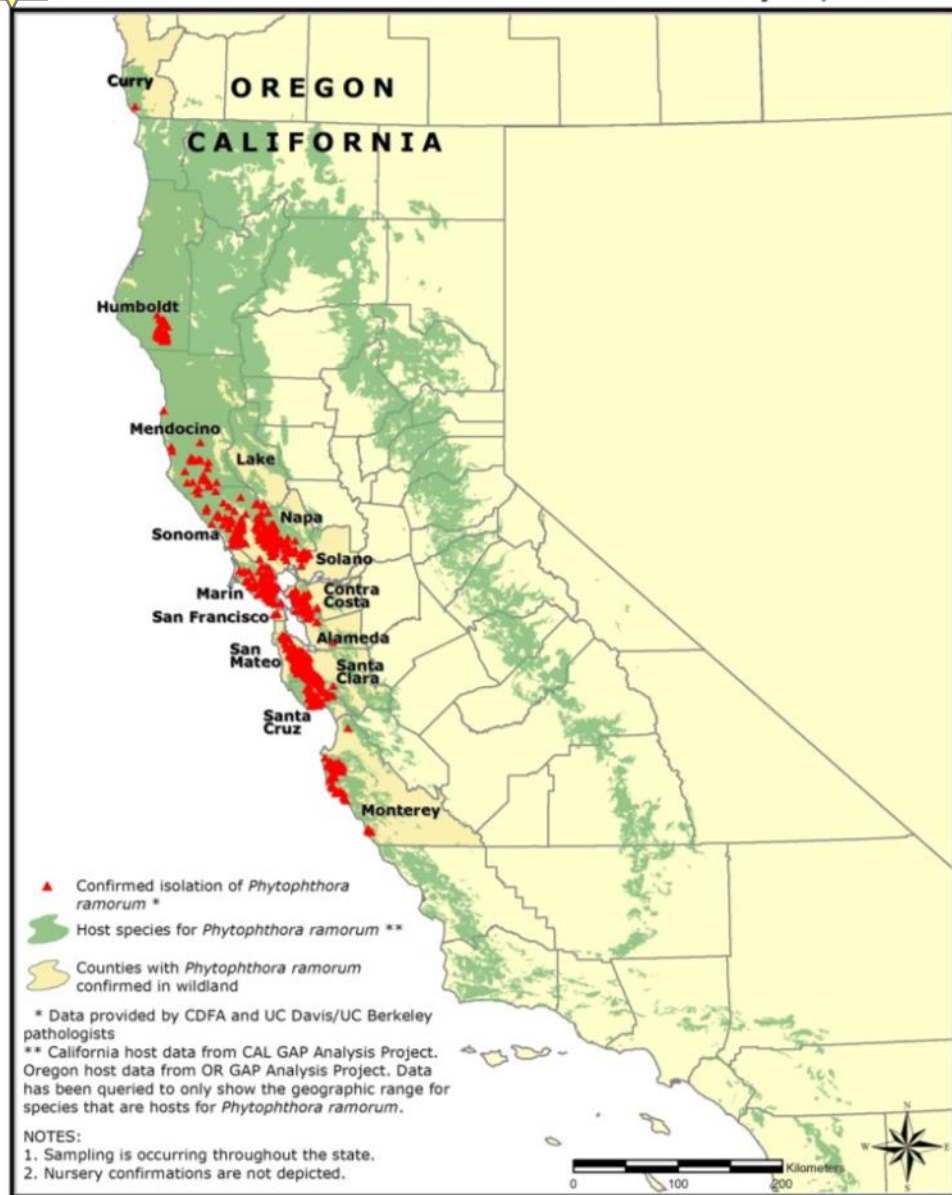 Curry
OREGON
CALIFORNIA
Humboldt
Mendocino
Lake
Napa
Sonoma
Solano
Marin
Contra
Costa
San Francisco
Alameda
San
Mateo
Santa
Clara
Santa
Cruz
Monterey
Confirmed isolation of Phytophthora
ramorum *
Host species for Phytophthora ramorum **
Counties with Phytophthora ramorum
confirmed in wildland
* Data provided by CDFA and UC Davis/UC Berkeley
pathologists
** California host data from CAL GAP Analysis Project.
Oregon host data from OR GAP Analysis Project. Data
has been queried to only show the geographic range for
species that are hosts for Phytophthora ramorum.
NOTES:
1. Sampling is occurring throughout the state.
2. Nursery confirmations are not depicted.
N
W
E
S
Kilometers
0
100
200